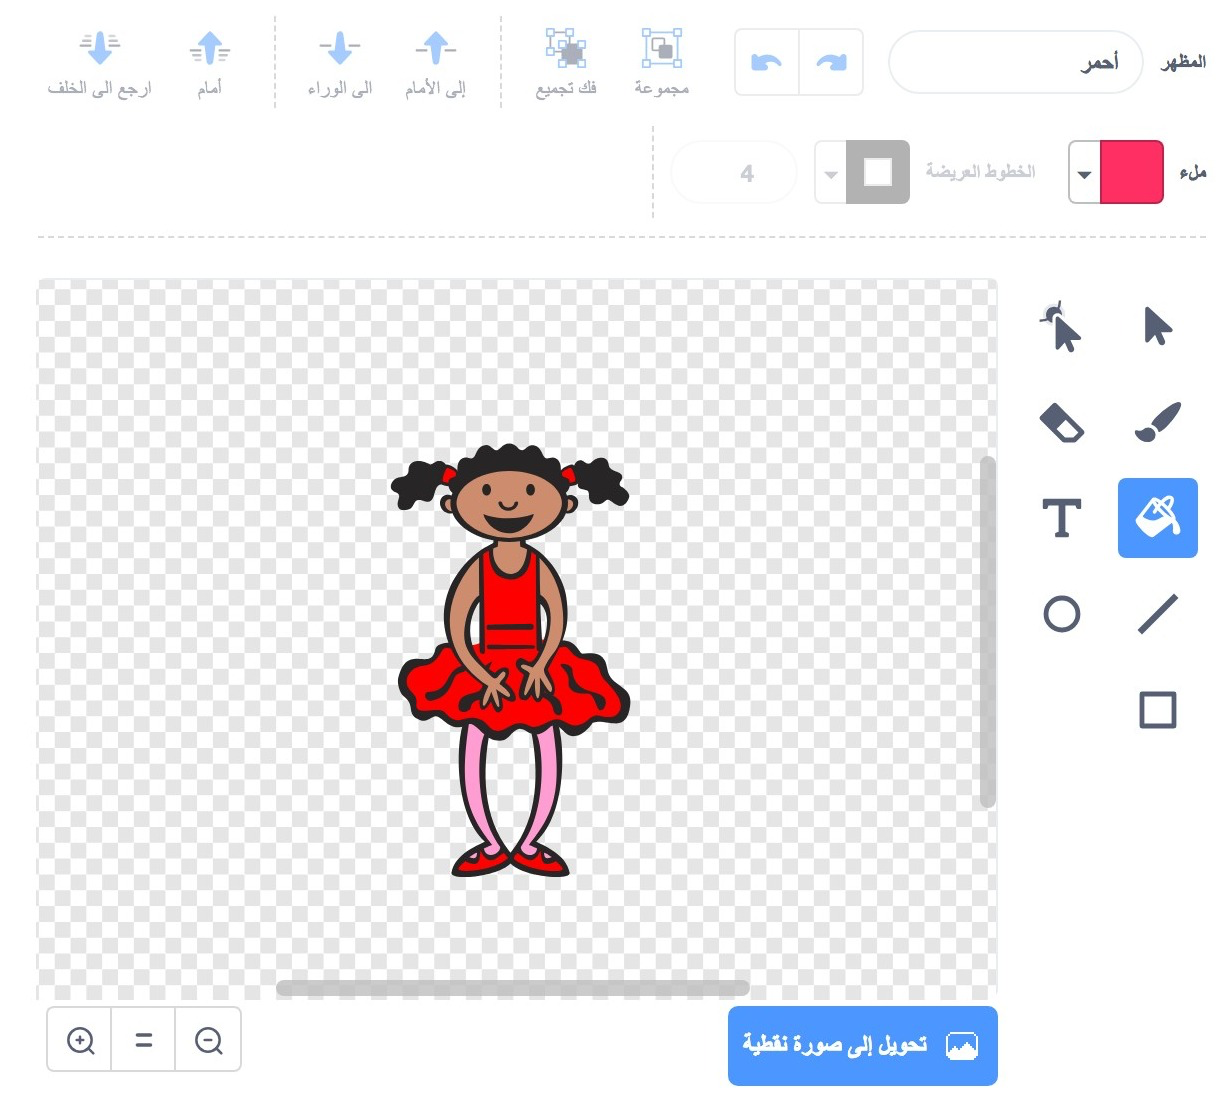 المظهر
أحمر
مجموعة
فك تجميع
إلى الأمام
الى الوراء
أمام
ارجع الى الخلف
ملء
الخطوط العريضة
4
T
تحويل إلى صورة نقطية